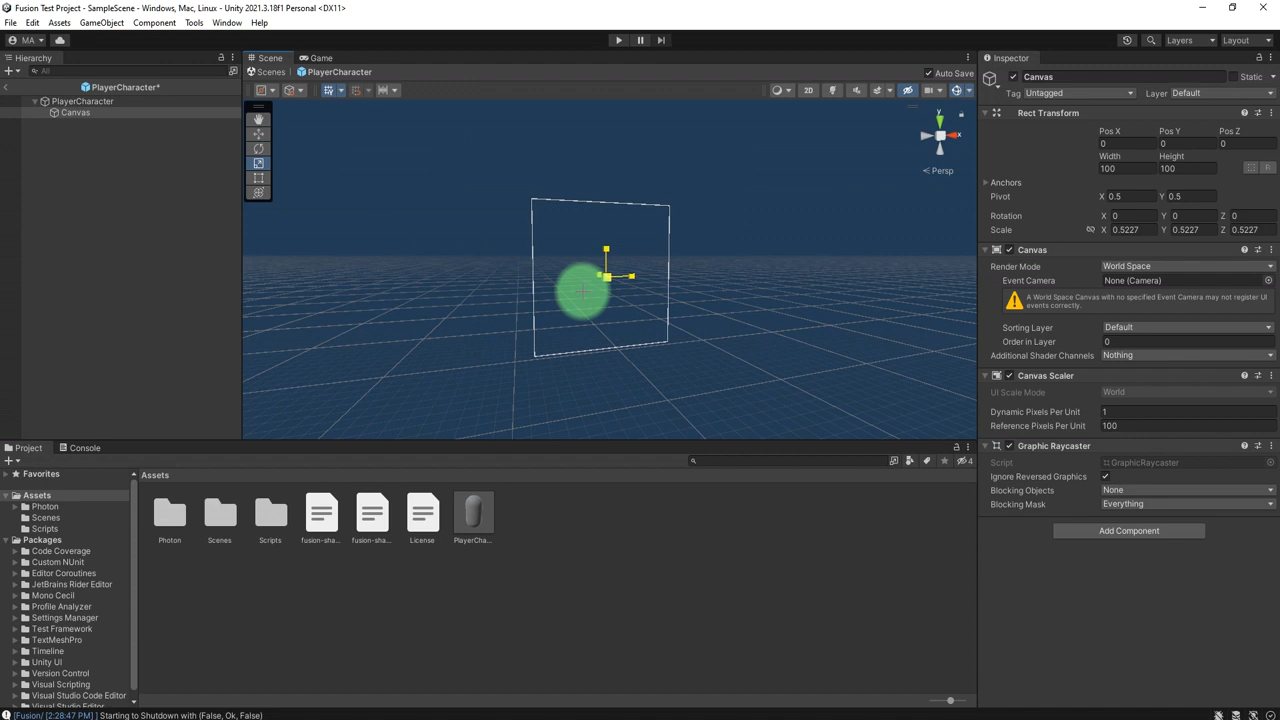 Fusion Test Project - SampleScene - Windows, Mac, Linux - Unity 2021.3.18f1 Personal <DX11>
File Edit Assets GameObject Component Tools Window Help
MA Layers Layout
Hierarchy
All
PlayerCharacter*
PlayerCharacter
Canvas
Scene Game
Scenes PlayerCharacter Auto Save
2D
y
x
< Persp
Inspector
Canvas Static
Tag Untagged Layer Default
Rect Transform
Pos X Pos Y Pos Z
0 0 0
Width Height
100 100 R
Anchors
Pivot X 0.5 Y 0.5
Rotation X 0 Y 0 Z 0
Scale X 0.5227 Y 0.5227 Z 0.5227
Canvas
Render Mode World Space
Event Camera None (Camera)
A World Space Canvas with no specified Event Camera may not register UI
events correctly.
Sorting Layer Default
Order in Layer 0
Additional Shader Channels Nothing
Canvas Scaler
UI Scale Mode World
Dynamic Pixels Per Unit 1
Reference Pixels Per Unit 100
Graphic Raycaster
Script GraphicRaycaster
Ignore Reversed Graphics
Blocking Objects None
Blocking Mask Everything
Add Component
Project Console
4
Favorites
Assets
Photon
Scenes
Scripts
Packages
Code Coverage
Custom NUnit
Editor Coroutines
JetBrains Rider Editor
Mono Cecil
Profile Analyzer
Settings Manager
Test Framework
TextMeshPro
Timeline
Unity UI
Version Control
Visual Scripting
Visual Studio Code Editor
Visual Studio Editor
Assets
Photon Scenes Scripts fusion-sha... fusion-sha... License PlayerCha...
[Fusion/ [2:28:47 PM] Starting to Shutdown with (False, Ok, False)